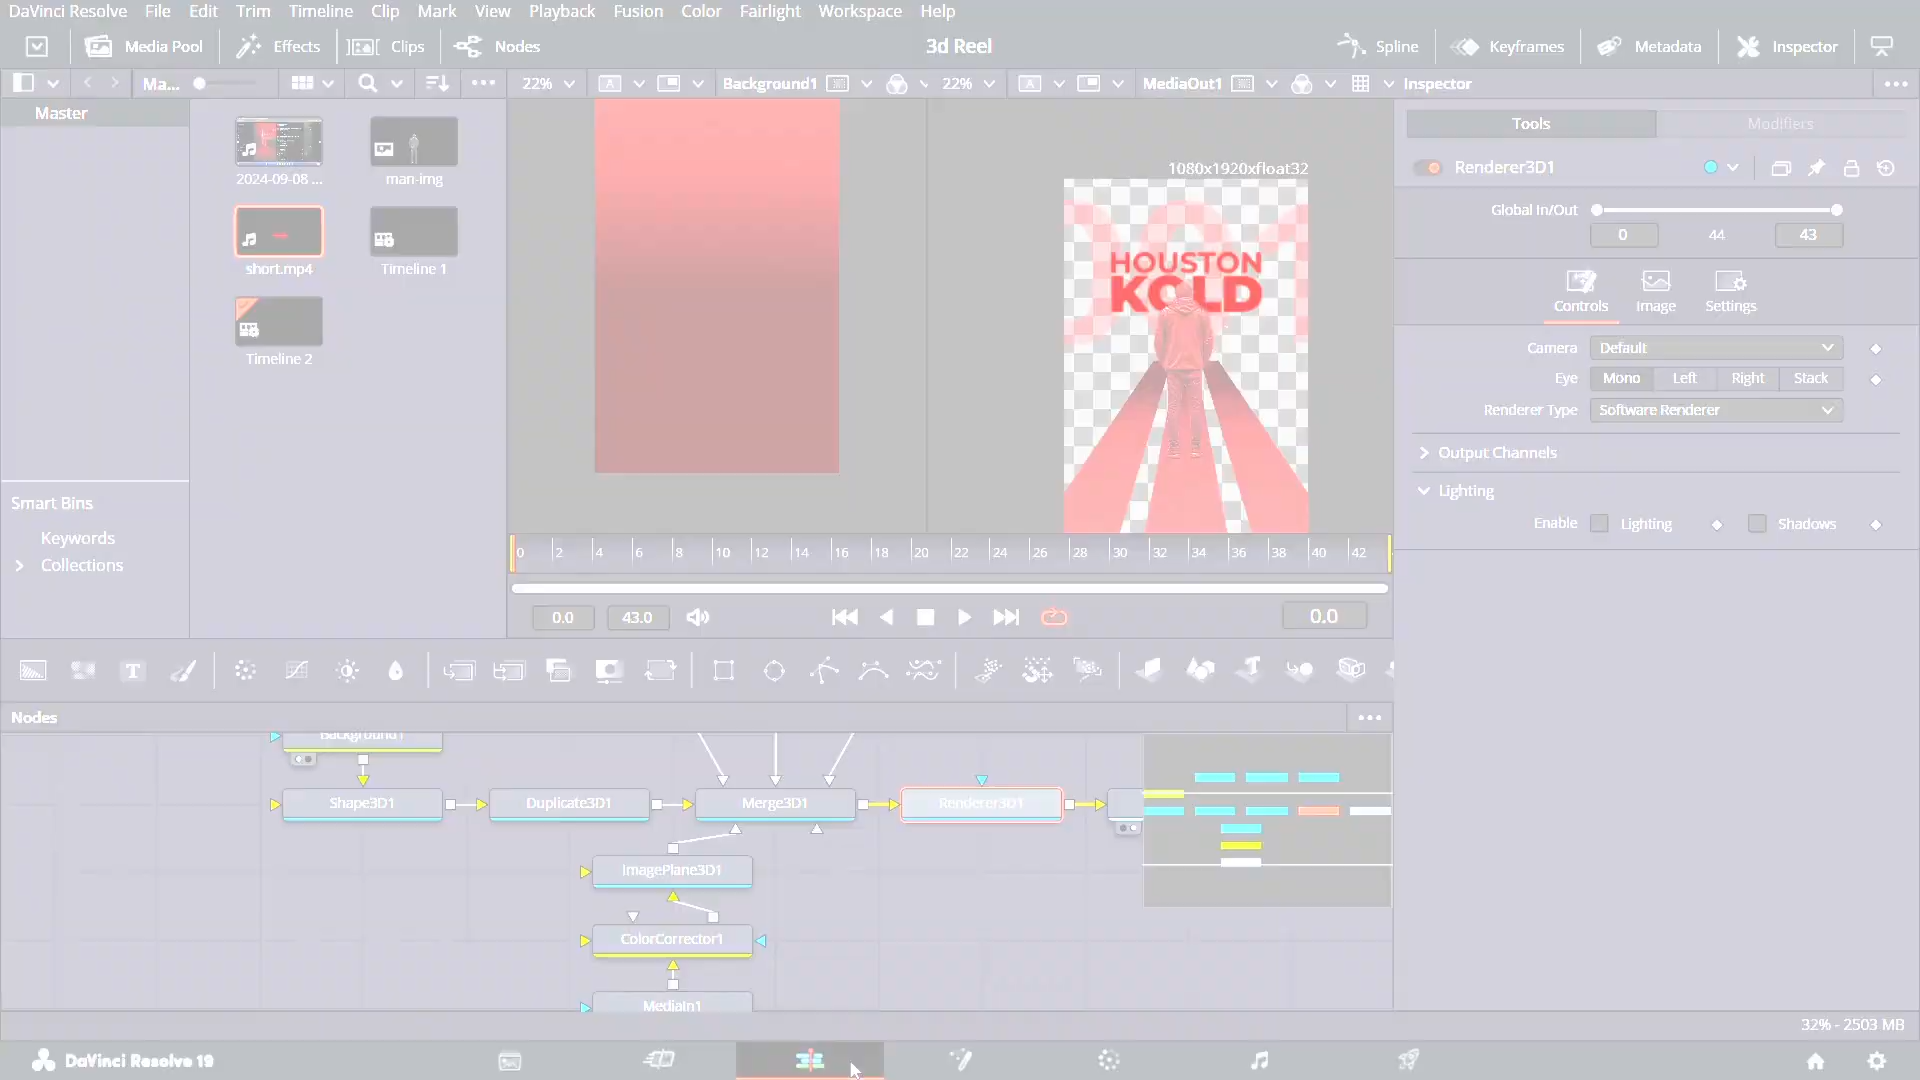 DaVinci Resolve File Edit Trim Timeline Clip Mark View Playback Fusion Color Fairlight Workspace Help
Media Pool Effects Clips Nodes 3d Reel Spline Keyframes Metadata Inspector
Ma... 22% Background1 22% MediaOut1 Inspector
Master
2024-09-08 ...
man-img
short.mp4
Timeline 1
Timeline 2
Smart Bins
Keywords
Collections
1080x1920xfloat32
HOUSTON
KOLD
Tools Modifiers
Renderer3D1
Global In/Out
0 44 43
Controls Image Settings
Camera Default
Eye Mono Left Right Stack
Renderer Type Software Renderer
Output Channels
Lighting
Enable Lighting Shadows
0 2 4 6 8 10 12 14 16 18 20 22 24 26 28 30 32 34 36 38 40 42
0.0 43.0 0.0
T
Nodes
Background1
Shape3D1 Duplicate3D1 Merge3D1 Renderer3D1
ImagePlane3D1
ColorCorrector1
MediaIn1
32% - 2503 MB
DaVinci Resolve 19